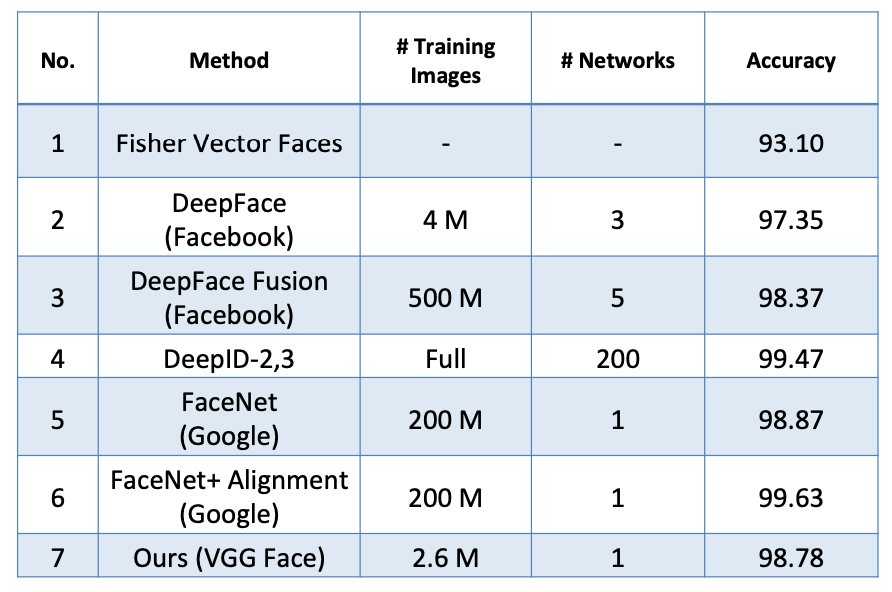 No. Method # Training Images # Networks Accuracy
1 Fisher Vector Faces - - 93.10
2 DeepFace (Facebook) 4 M 3 97.35
3 DeepFace Fusion (Facebook) 500 M 5 98.37
4 DeepID-2,3 Full 200 99.47
5 FaceNet (Google) 200 M 1 98.87
6 FaceNet+ Alignment (Google) 200 M 1 99.63
7 Ours (VGG Face) 2.6 M 1 98.78